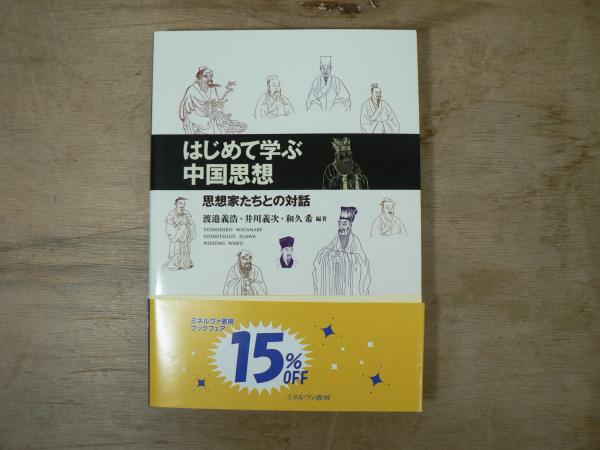 はじめて学ぶ
中国思想
思想家たちとの対話
渡邉義浩・井川義次・和久 希 編著
YOSHIHIRO WATANABE
YOSHITSUGU IGAWA
NOZOMI WAKU
ミネルヴァ書房
ブックフェア
15%
OFF
ミネルヴァ書房